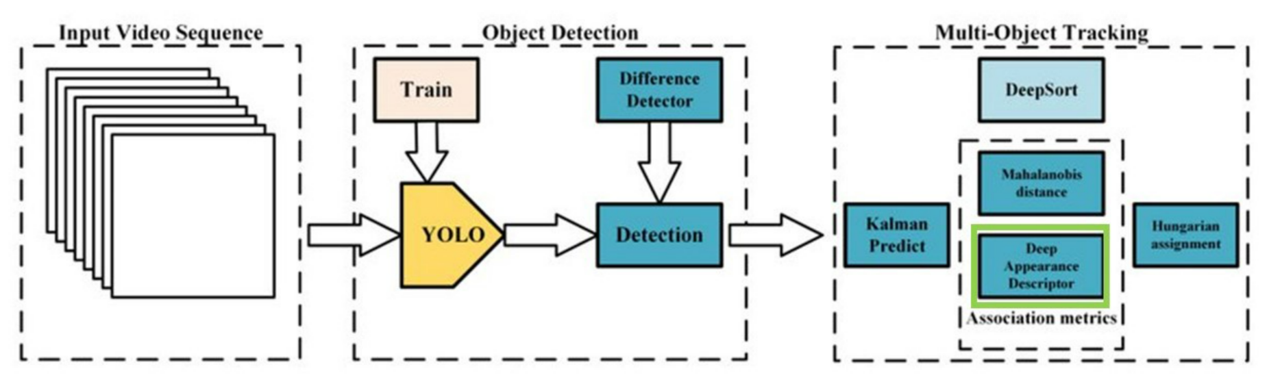 Input Video Sequence
Object Detection
Multi-Object Tracking
Train
Difference
Detector
YOLO
Detection
DeepSort
Mahalanobis
distance
Kalman
Predict
Deep
Appearance
Descriptor
Hungarian
assignment
Association metrics